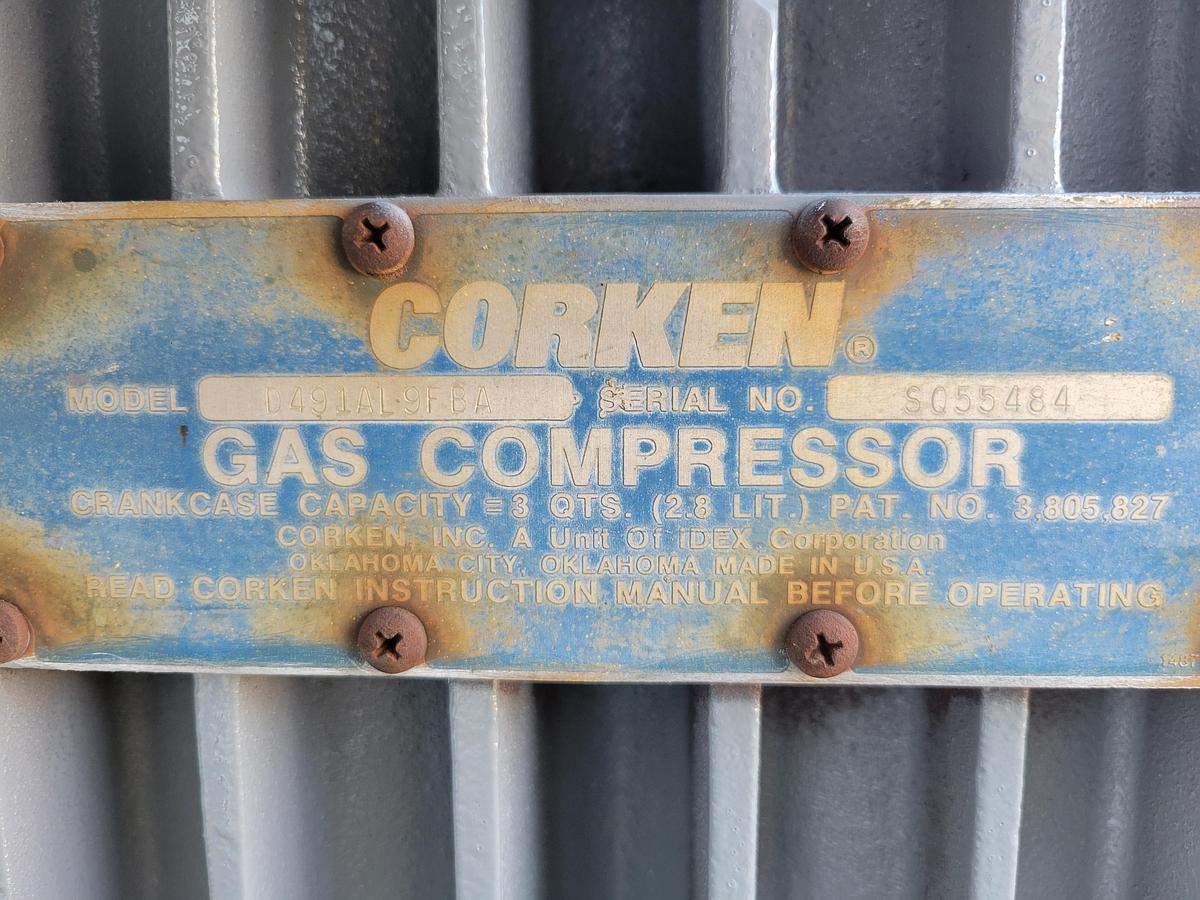 CORKEN®
MODEL D491AL9FBA SERIAL NO. SQ55484
GAS COMPRESSOR
CRANKCASE CAPACITY = 3 QTS. (2.8 LIT.) PAT. NO. 3,805,827
CORKEN, INC. A Unit Of IDEX Corporation
OKLAHOMA CITY, OKLAHOMA MADE IN U.S.A.
READ CORKEN INSTRUCTION MANUAL BEFORE OPERATING